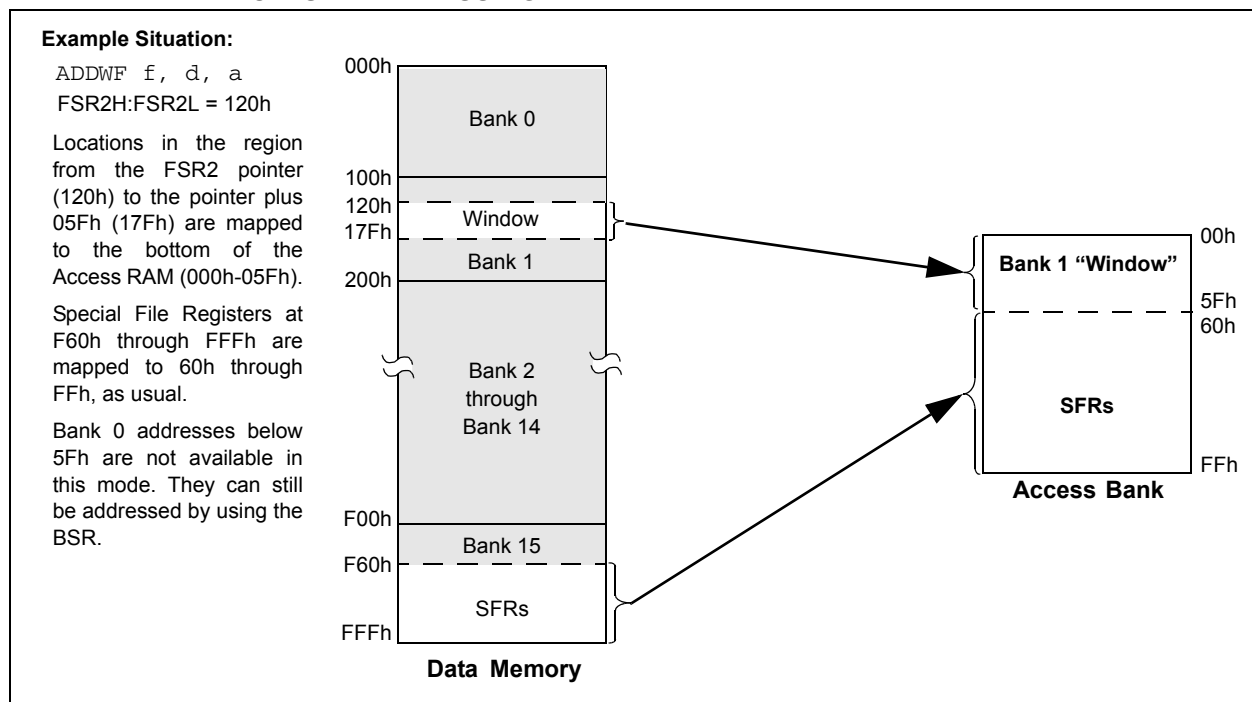 Example Situation:
ADDWF f, d, a
FSR2H:FSR2L = 120h
Locations in the region
from the FSR2 pointer
(120h) to the pointer plus
05Fh (17Fh) are mapped
to the bottom of the
Access RAM (000h-05Fh).
Special File Registers at
F60h through FFFh are
mapped to 60h through
FFh, as usual.
Bank 0 addresses below
5Fh are not available in
this mode. They can still
be addressed by using the
BSR.
000h
Bank 0
100h
120h
Window
17Fh
Bank 1
200h
Bank 2
through
Bank 14
F00h
Bank 15
F60h
SFRs
FFFh
Data Memory
00h
Bank 1 “Window”
5Fh
60h
SFRs
FFh
Access Bank